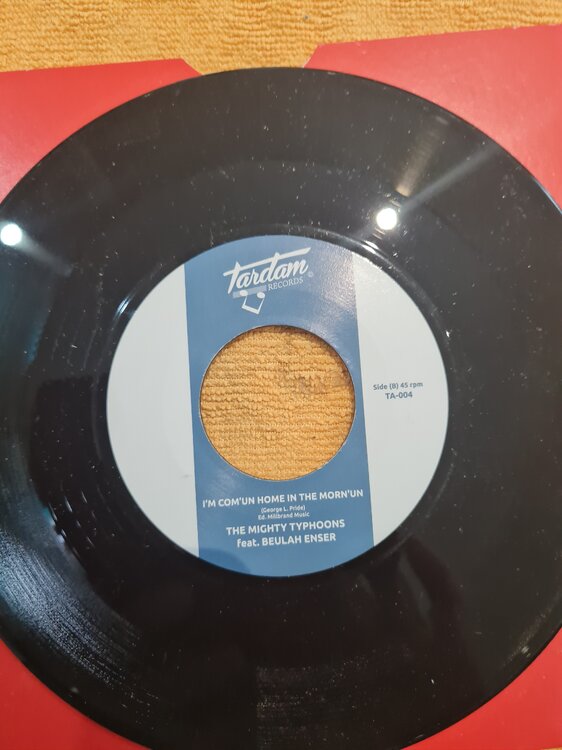 Tardam
RECORDS ©
Side (B) 45 rpm
TA-004
I'M COM'UN HOME IN THE MORN'UN
(George L. Pride)
Ed. Millbrand Music
THE MIGHTY TYPHOONS
feat. BEULAH ENSER